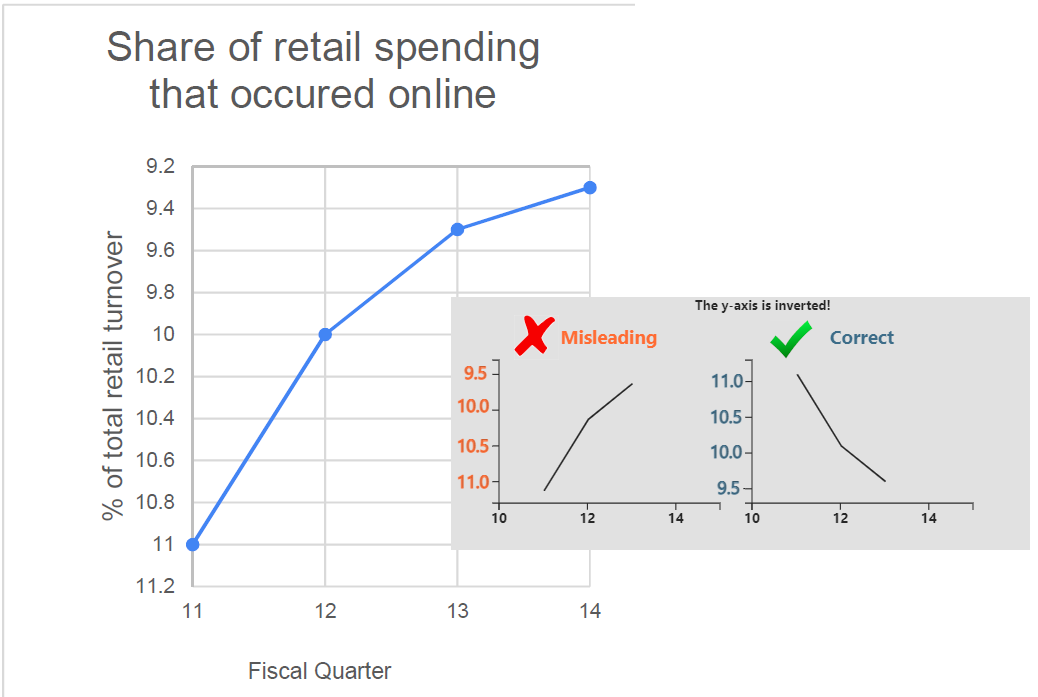 Share of retail spending
that occured online
% of total retail turnover
9.2
9.4
9.6
9.8
10
10.2
10.4
10.6
10.8
11
11.2
11 12 13 14
Fiscal Quarter
The y-axis is inverted!
Misleading
9.5
10.0
10.5
11.0
10 12 14
Correct
11.0
10.5
10.0
9.5
10 12 14